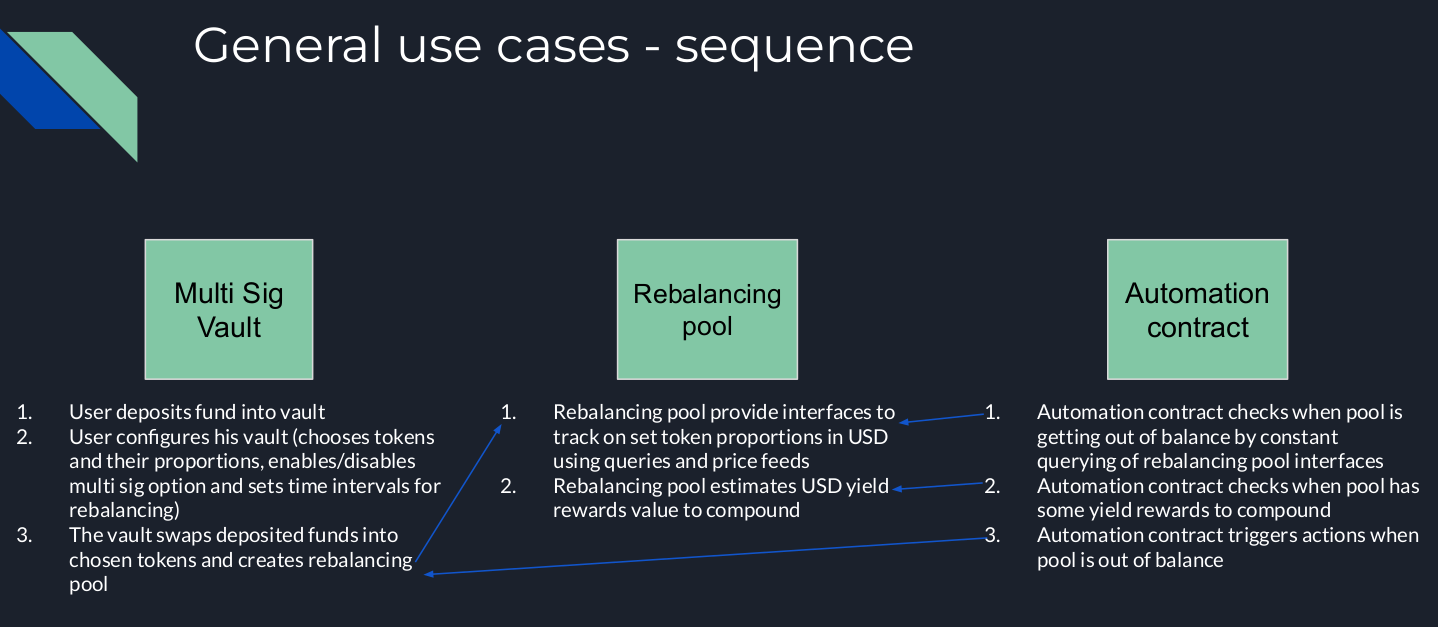 General use cases - sequence
Multi Sig
Vault
Rebalancing
pool
Automation
contract
1. User deposits fund into vault
2. User configures his vault (chooses tokens
and their proportions, enables/disables
multi sig option and sets time intervals for
rebalancing)
3. The vault swaps deposited funds into
chosen tokens and creates rebalancing
pool
1. Rebalancing pool provide interfaces to
track on set token proportions in USD
using queries and price feeds
2. Rebalancing pool estimates USD yield
rewards value to compound
1. Automation contract checks when pool is
getting out of balance by constant
querying of rebalancing pool interfaces
2. Automation contract checks when pool has
some yield rewards to compound
3. Automation contract triggers actions when
pool is out of balance